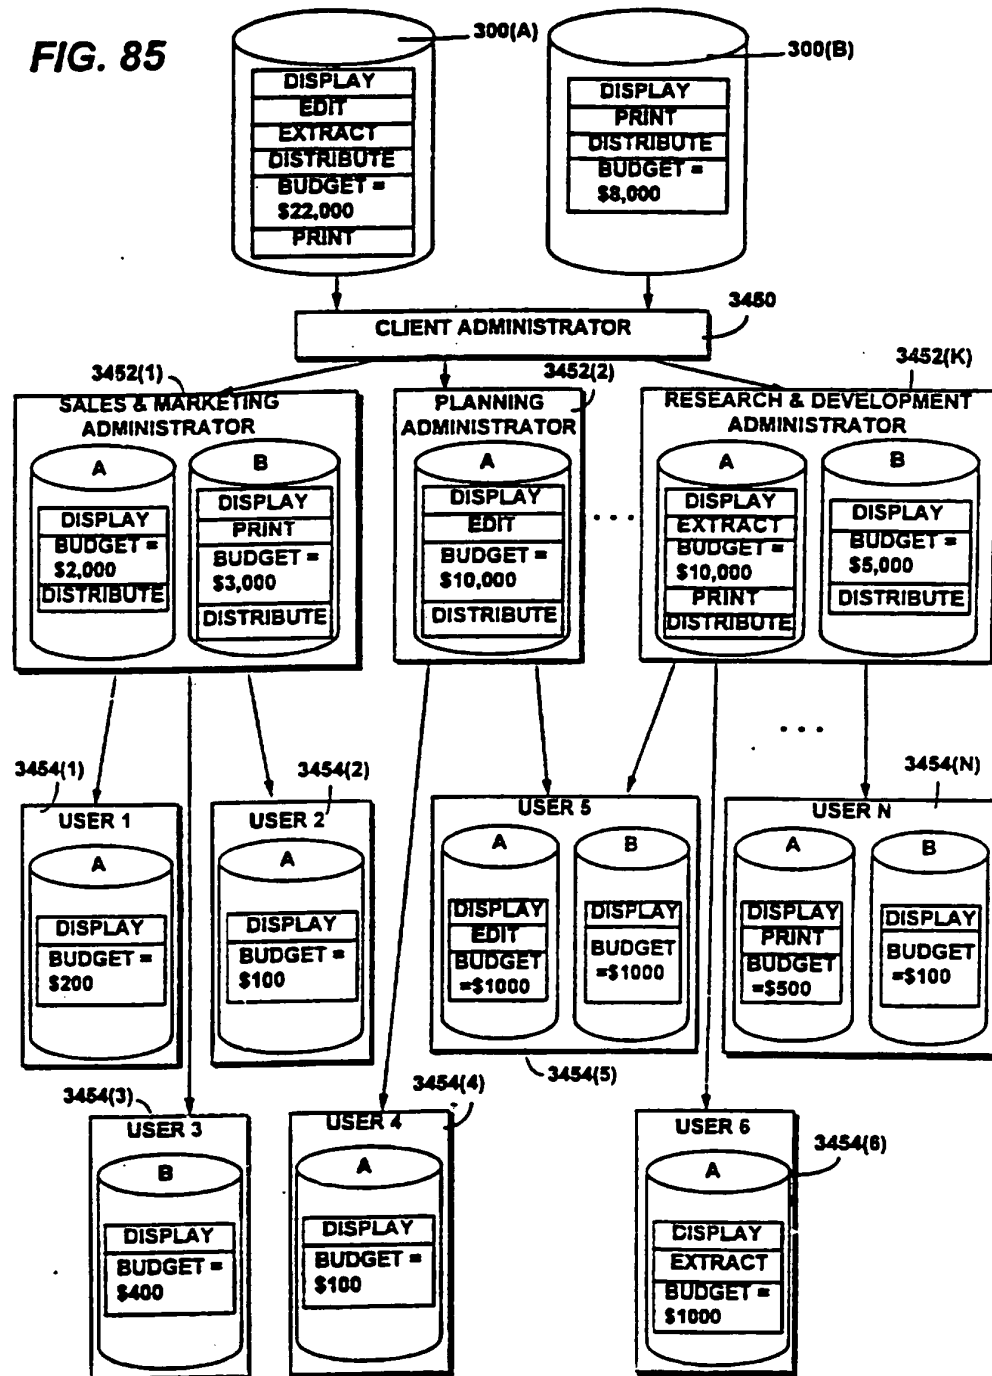 FIG. 85
300(A)
DISPLAY
EDIT
EXTRACT
DISTRIBUTE
BUDGET =
$22,000
PRINT
300(B)
DISPLAY
PRINT
DISTRIBUTE
BUDGET =
$8,000
CLIENT ADMINISTRATOR
3450
3452(1)
SALES & MARKETING
ADMINISTRATOR
A
DISPLAY
BUDGET =
$2,000
DISTRIBUTE
B
DISPLAY
PRINT
BUDGET =
$3,000
DISTRIBUTE
3452(2)
PLANNING
ADMINISTRATOR
A
DISPLAY
EDIT
BUDGET =
$10,000
DISTRIBUTE
. . .
3452(K)
RESEARCH & DEVELOPMENT
ADMINISTRATOR
A
DISPLAY
EXTRACT
BUDGET =
$10,000
PRINT
DISTRIBUTE
B
DISPLAY
BUDGET =
$5,000
DISTRIBUTE
. . .
3454(1)
USER 1
A
DISPLAY
BUDGET =
$200
3454(2)
USER 2
A
DISPLAY
BUDGET =
$100
USER 5
A
DISPLAY
EDIT
BUDGET
=$1000
B
DISPLAY
BUDGET
=$1000
3454(5)
3454(N)
USER N
A
DISPLAY
PRINT
BUDGET
=$500
B
DISPLAY
BUDGET
=$100
3454(3)
USER 3
B
DISPLAY
BUDGET =
$400
3454(4)
USER 4
A
DISPLAY
BUDGET =
$100
USER 6
3454(6)
A
DISPLAY
EXTRACT
BUDGET =
$1000